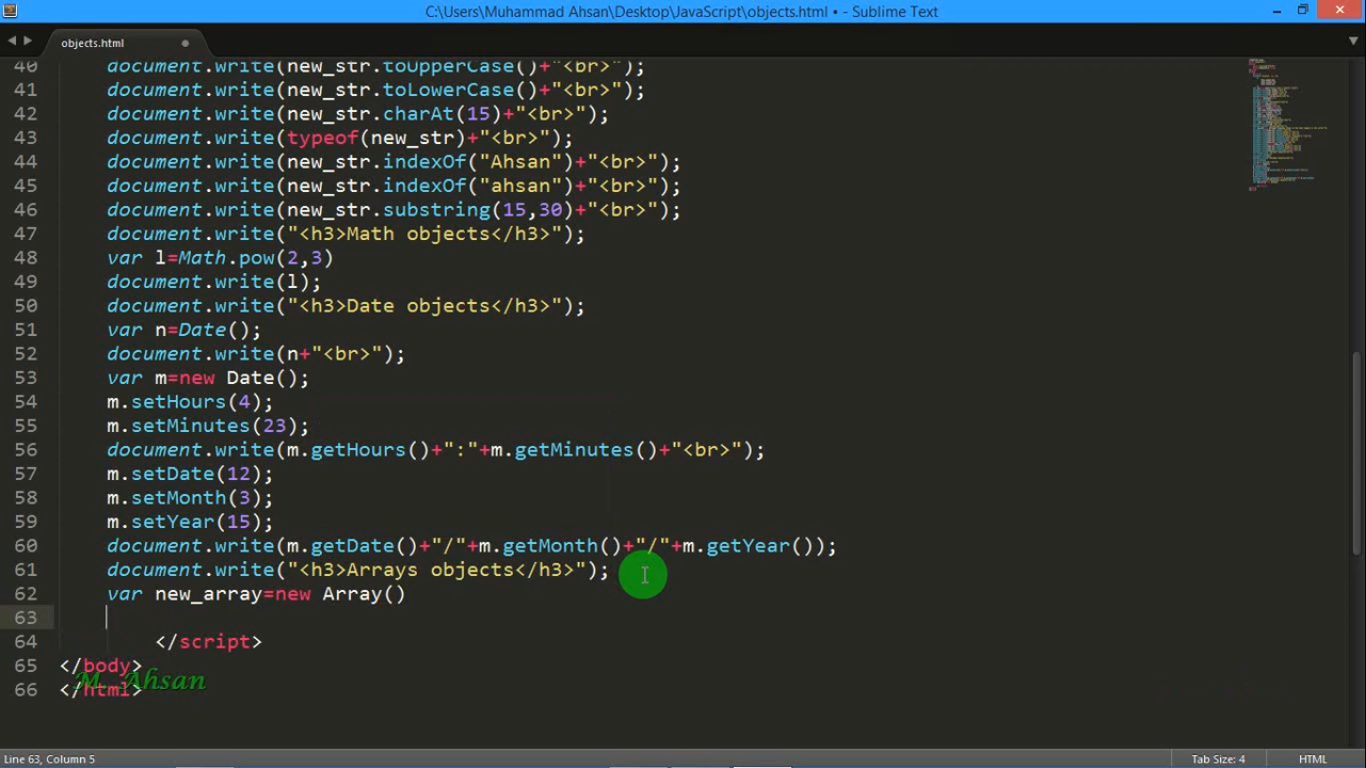 C:\Users\Muhammad Ahsan\Desktop\JavaScript\objects.html • - Sublime Text
objects.html
40 document.write(new_str.toUpperCase()+"<br>");
41 document.write(new_str.toLowerCase()+"<br>");
42 document.write(new_str.charAt(15)+"<br>");
43 document.write(typeof(new_str)+"<br>");
44 document.write(new_str.indexOf("Ahsan")+"<br>");
45 document.write(new_str.indexOf("ahsan")+"<br>");
46 document.write(new_str.substring(15,30)+"<br>");
47 document.write("<h3>Math objects</h3>");
48 var l=Math.pow(2,3)
49 document.write(l);
50 document.write("<h3>Date objects</h3>");
51 var n=Date();
52 document.write(n+"<br>");
53 var m=new Date();
54 m.setHours(4);
55 m.setMinutes(23);
56 document.write(m.getHours()+":"+m.getMinutes()+"<br>");
57 m.setDate(12);
58 m.setMonth(3);
59 m.setYear(15);
60 document.write(m.getDate()+"/"+m.getMonth()+"/"+m.getYear());
61 document.write("<h3>Arrays objects</h3>");
62 var new_array=new Array()
63
64 </script>
65 </body>
M. Ahsan
66 </html>
Line 63, Column 5
Tab Size: 4
HTML